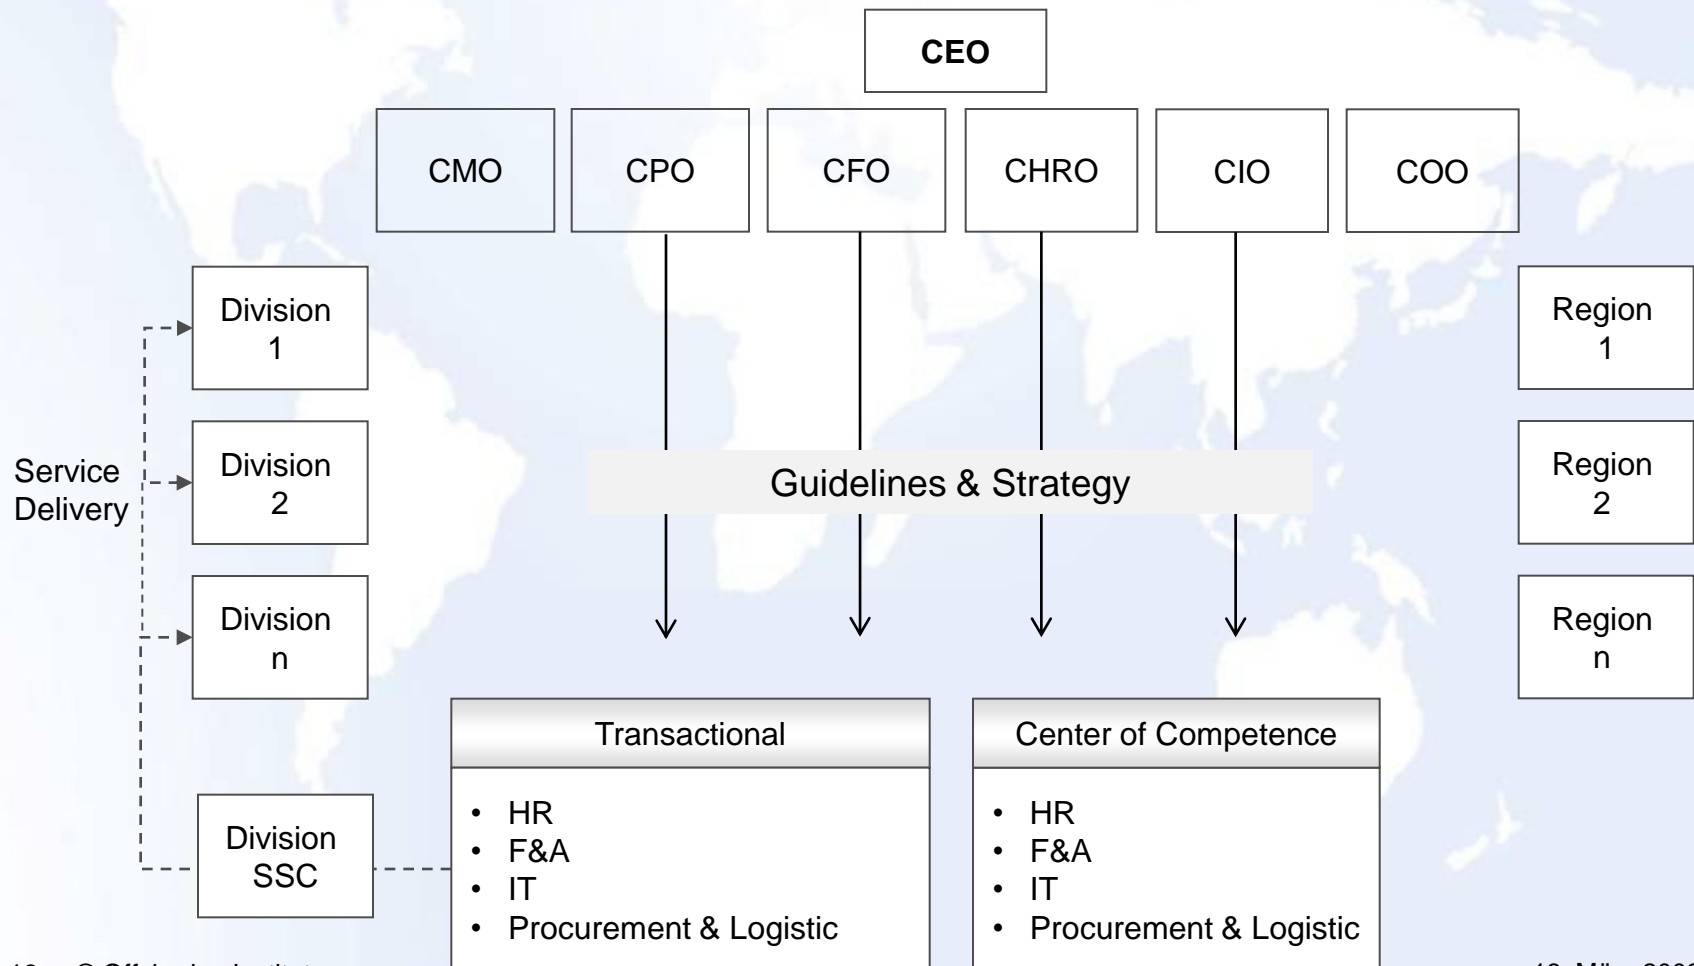 CEO
CMO
CPO
CFO
CHRO
CIO
COO
Division
1
Region
1
Service
Delivery
Division
2
Guidelines & Strategy
Region
2
Division
n
Region
n
Transactional
Center of Competence
Division
SSC
• HR
• F&A
• IT
• Procurement & Logistic
• HR
• F&A
• IT
• Procurement & Logistic